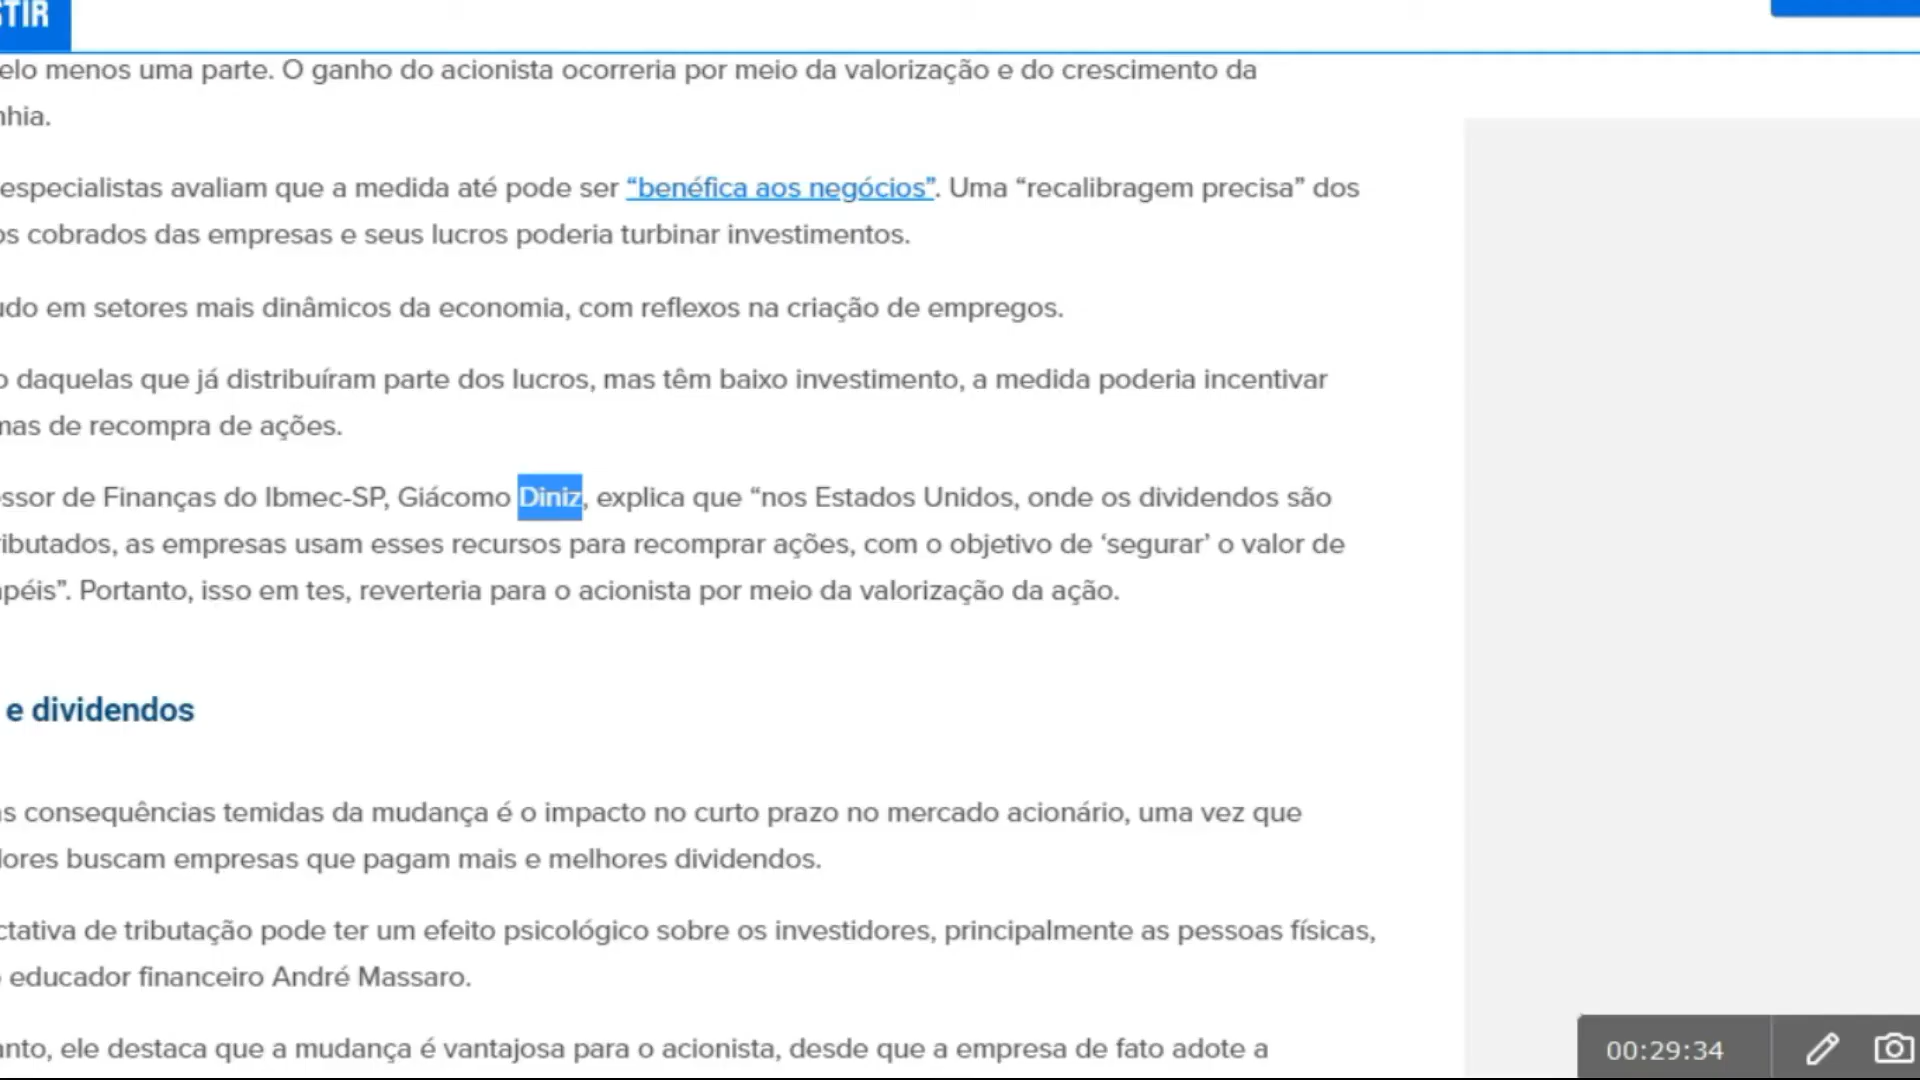 STIR
elo menos uma parte. O ganho do acionista ocorreria por meio da valorização e do crescimento da
nhia.
especialistas avaliam que a medida até pode ser “benéfica aos negócios”. Uma “recalibragem precisa” dos
os cobrados das empresas e seus lucros poderia turbinar investimentos.
udo em setores mais dinâmicos da economia, com reflexos na criação de empregos.
o daquelas que já distribuíram parte dos lucros, mas têm baixo investimento, a medida poderia incentivar
mas de recompra de ações.
ssor de Finanças do Ibmec-SP, Giácomo Diniz, explica que “nos Estados Unidos, onde os dividendos são
ributados, as empresas usam esses recursos para recomprar ações, com o objetivo de ‘segurar’ o valor de
péis”. Portanto, isso em tes, reverteria para o acionista por meio da valorização da ação.
e dividendos
s consequências temidas da mudança é o impacto no curto prazo no mercado acionário, uma vez que
dores buscam empresas que pagam mais e melhores dividendos.
ctativa de tributação pode ter um efeito psicológico sobre os investidores, principalmente as pessoas físicas,
educador financeiro André Massaro.
anto, ele destaca que a mudança é vantajosa para o acionista, desde que a empresa de fato adote a
00:29:34